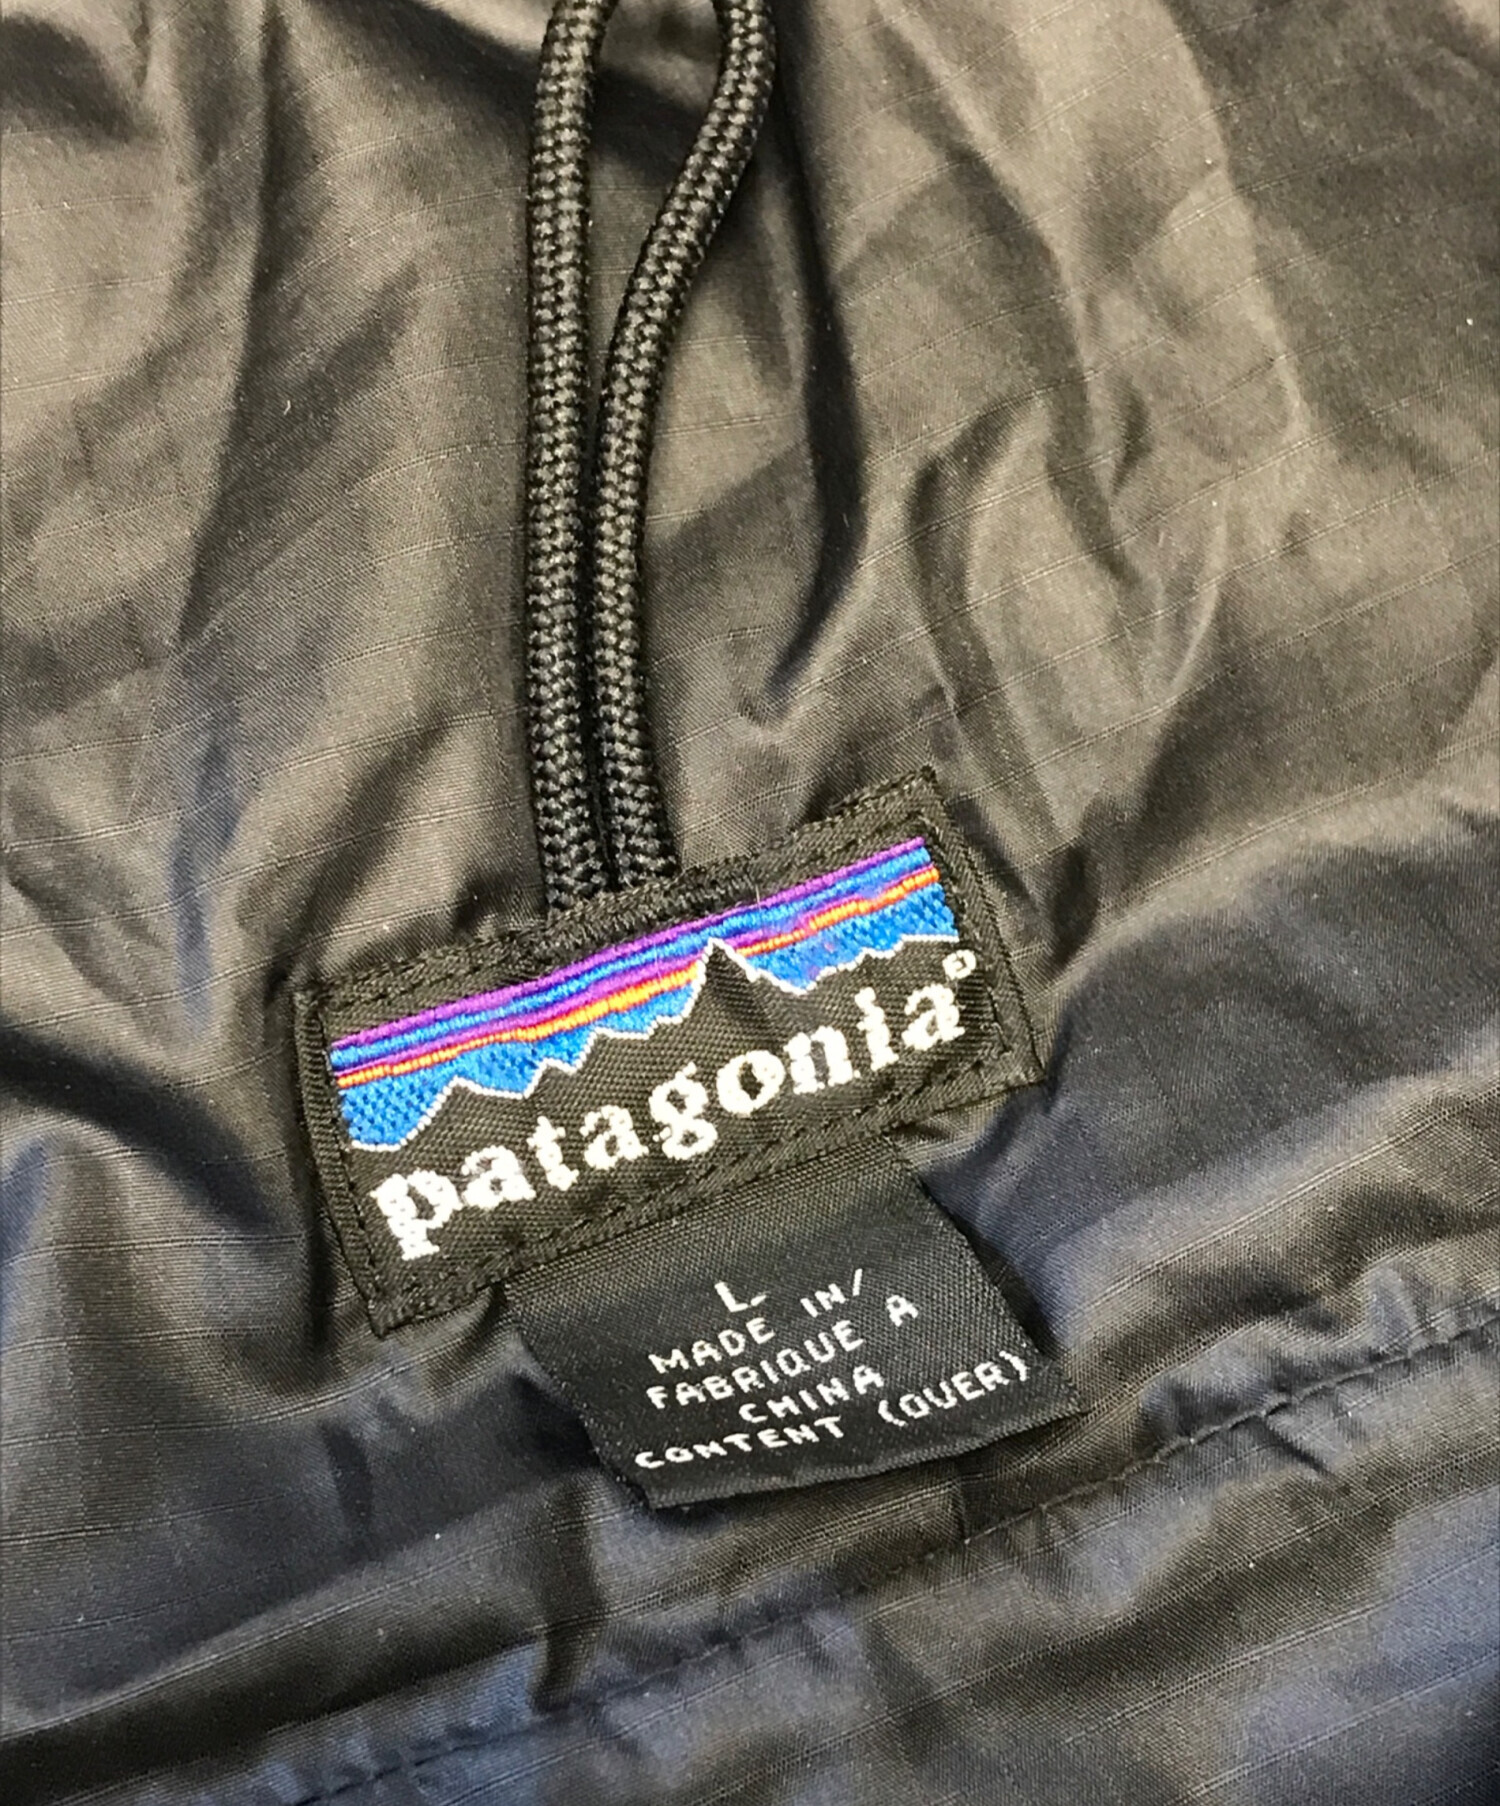 patagonia®
L
MADE IN/
FABRIQUE A
CHINA
CONTENT (OVER)